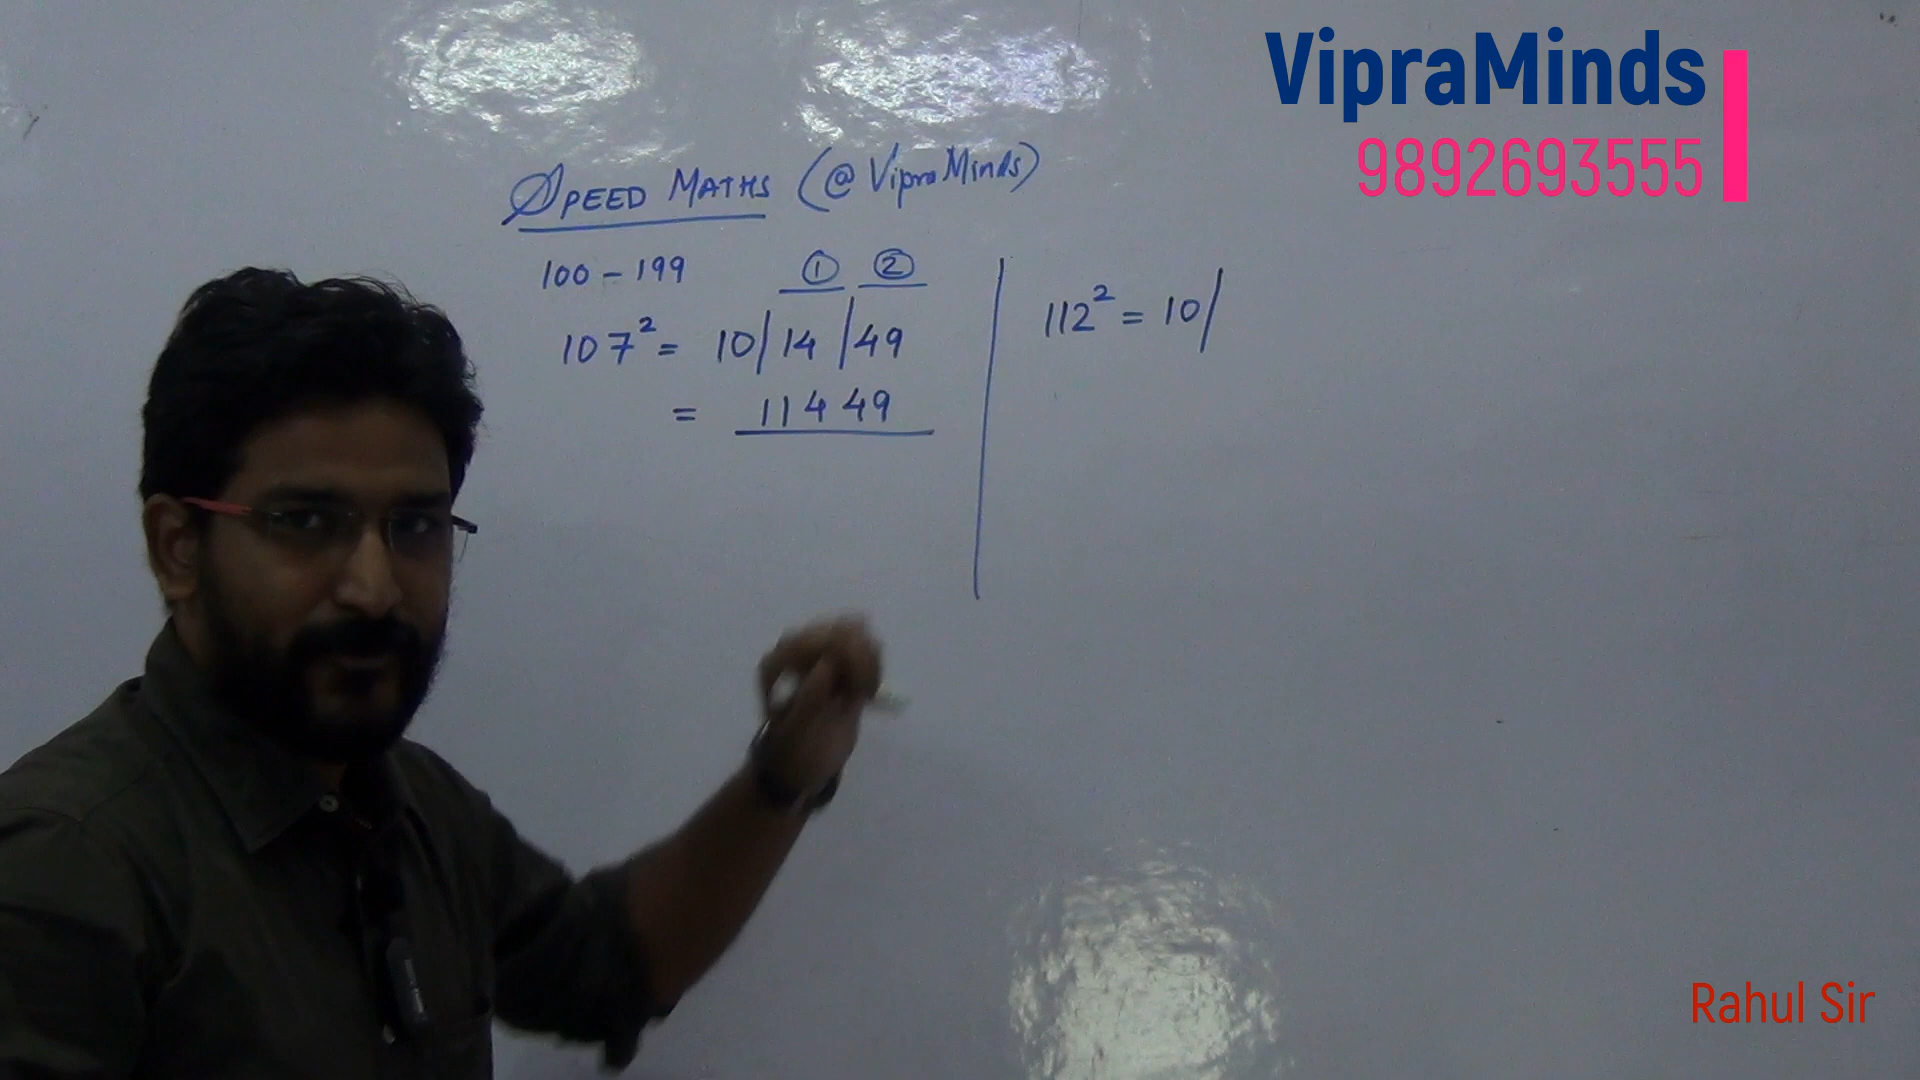 VipraMinds
9892693555
SPEED MATHS (@ VipraMinds)
100 - 199 ① ②
107² = 10/14/49
= 11449
112² = 10/
Rahul Sir